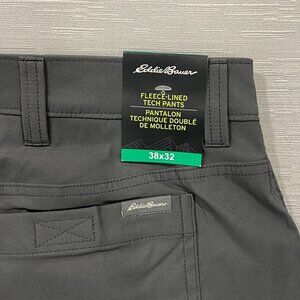 Eddie Bauer
FLEECE-LINED
TECH PANTS
PANTALON
TECHNIQUE DOUBLÉ
DE MOLLETON
38x32
Eddie Bauer